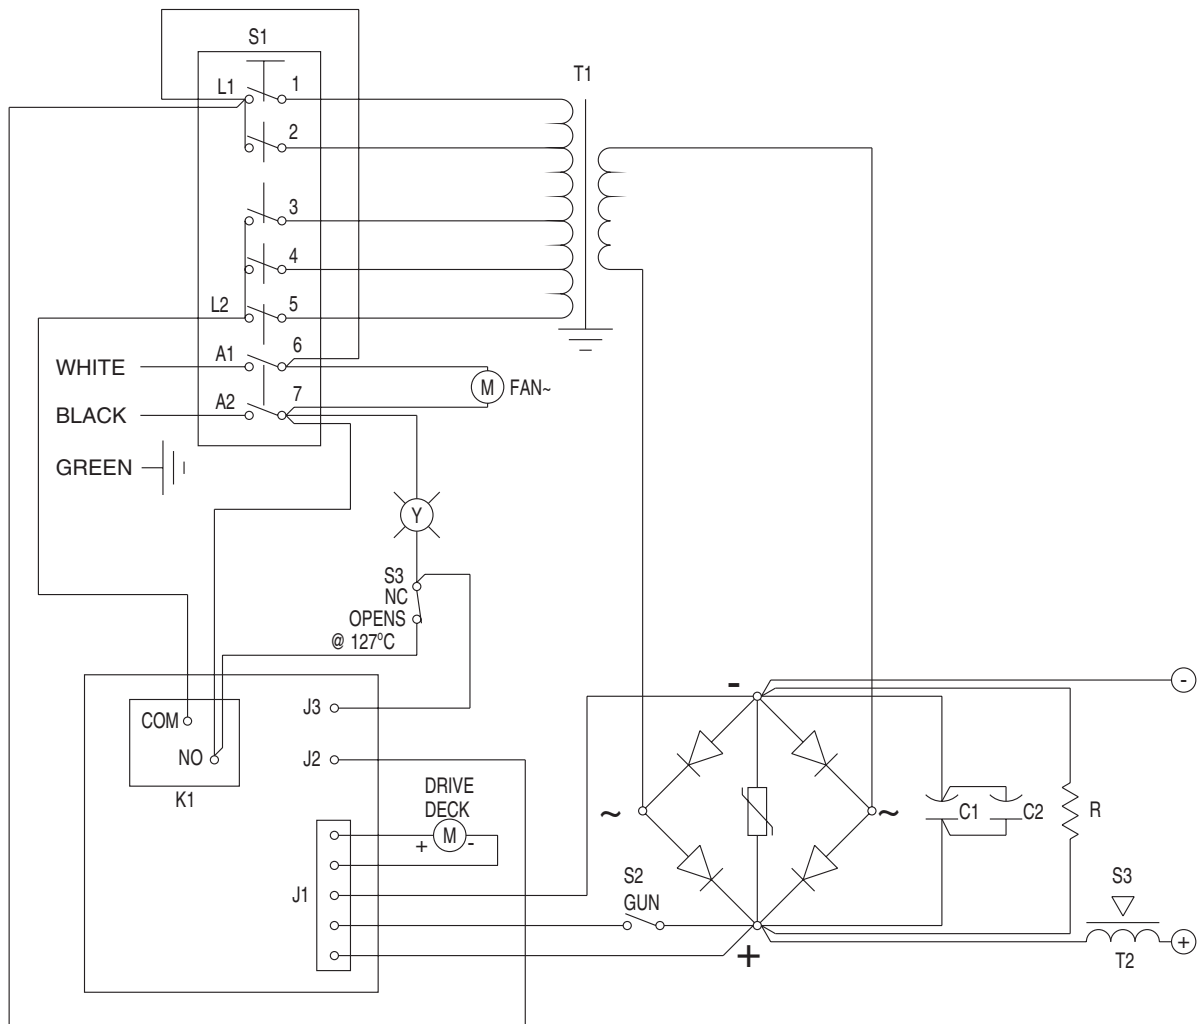 S1
T1
L1
1
2
3
4
L2
5
6
A1
WHITE
7
M
FAN~
A2
BLACK
GREEN
Y
S3
NC
OPENS
@ 127°C
J3
COM
NO
K1
J2
DRIVE
DECK
+
M
-
J1
S2
GUN
-
~
~
+
C1
C2
R
-
S3
T2
+